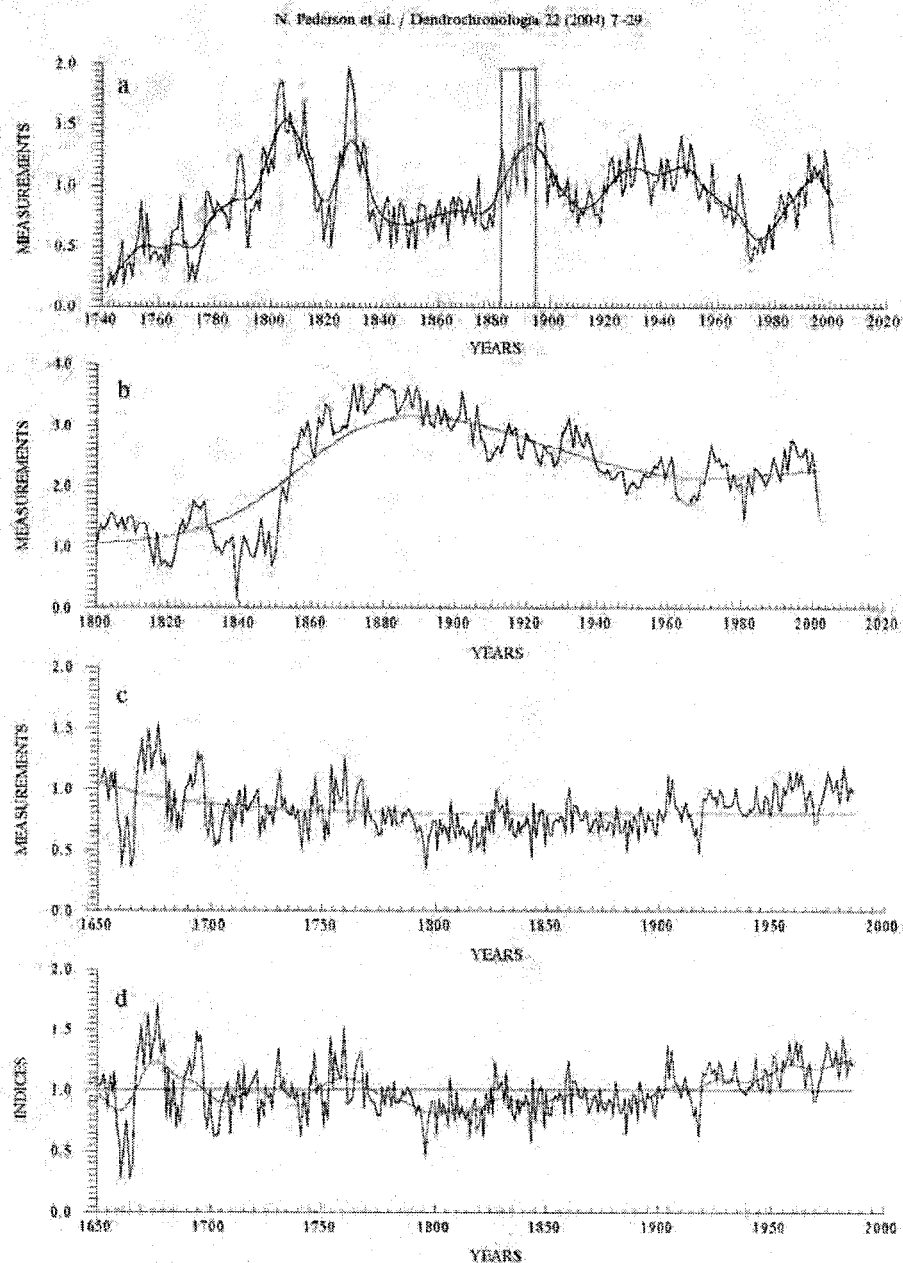 N. Pederson et al. / Dendrochronologia 22 (2004) 7-29
a
2.0
1.5
1.0
0.5
0.0
MEASUREMENTS
1740 1760 1780 1800 1820 1840 1860 1880 1900 1920 1940 1960 1980 2000 2020
YEARS
b
4.0
3.0
2.0
1.0
0.0
MEASUREMENTS
1800 1820 1840 1860 1880 1900 1920 1940 1960 1980 2000 2020
YEARS
c
2.0
1.5
1.0
0.5
0.0
MEASUREMENTS
1650 1700 1750 1800 1850 1900 1950 2000
YEARS
d
2.0
1.5
1.0
0.5
0.0
INDICES
1650 1700 1750 1800 1850 1900 1950 2000
YEARS